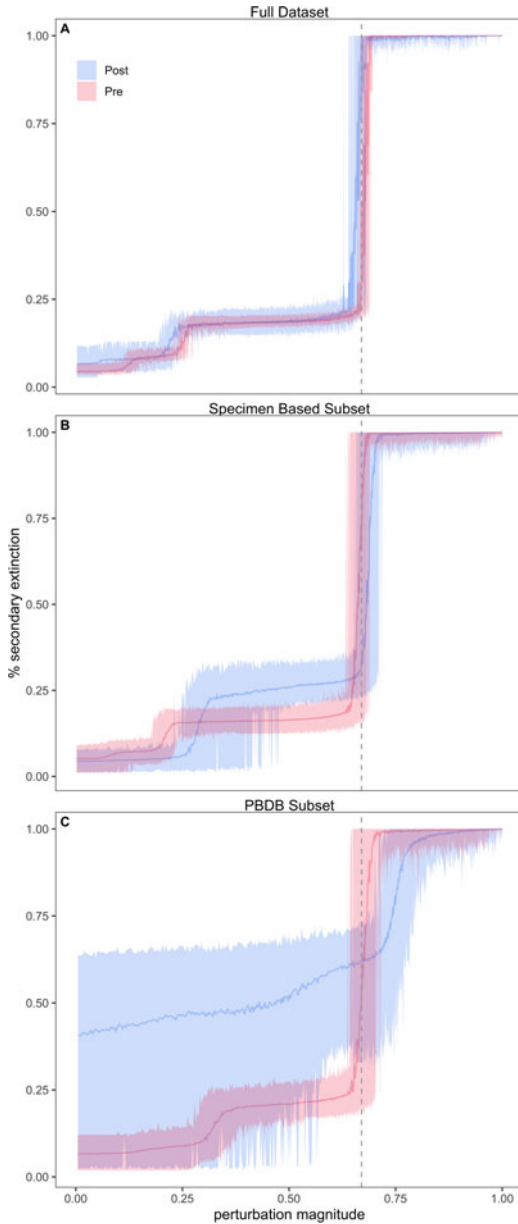 Full Dataset
A
1.00
Post
Pre
0.75
0.50
0.25
0.00
Specimen Based Subset
B
1.00
0.75
% secondary extinction
0.50
0.25
0.00
PBDB Subset
C
1.00
0.75
0.50
0.25
0.00
0.00 0.25 0.50 0.75 1.00
perturbation magnitude